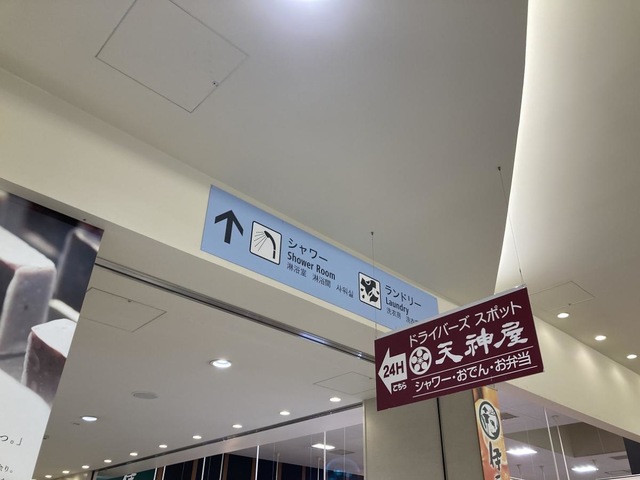 シャワー
Shower Room
淋浴室 淋浴間 샤워실
ランドリー
Laundry
洗衣房
ドライバーズ スポット
天神屋
24H
こちら
シャワー・おでん・お弁当
つ。」